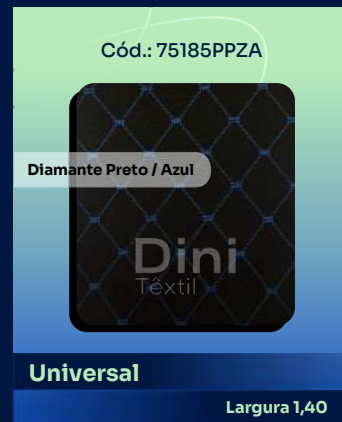 Cód.: 75185PPZA
Diamante Preto / Azul
Dini
Têxtil
Universal
Largura 1,40